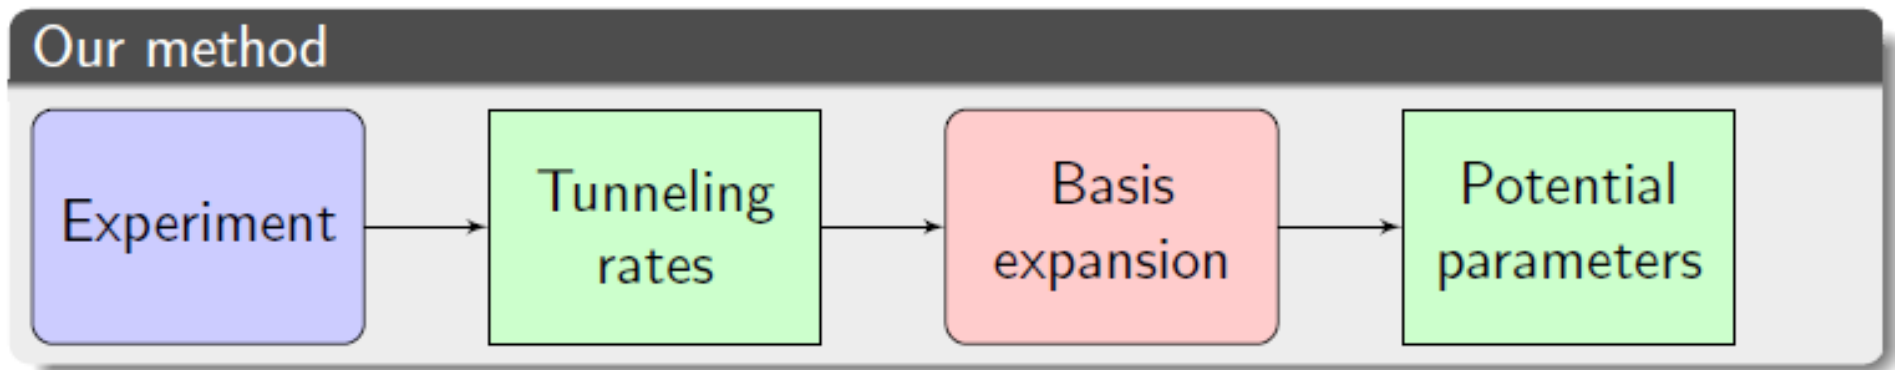 Our method
Experiment
Tunneling
rates
Basis
expansion
Potential
parameters